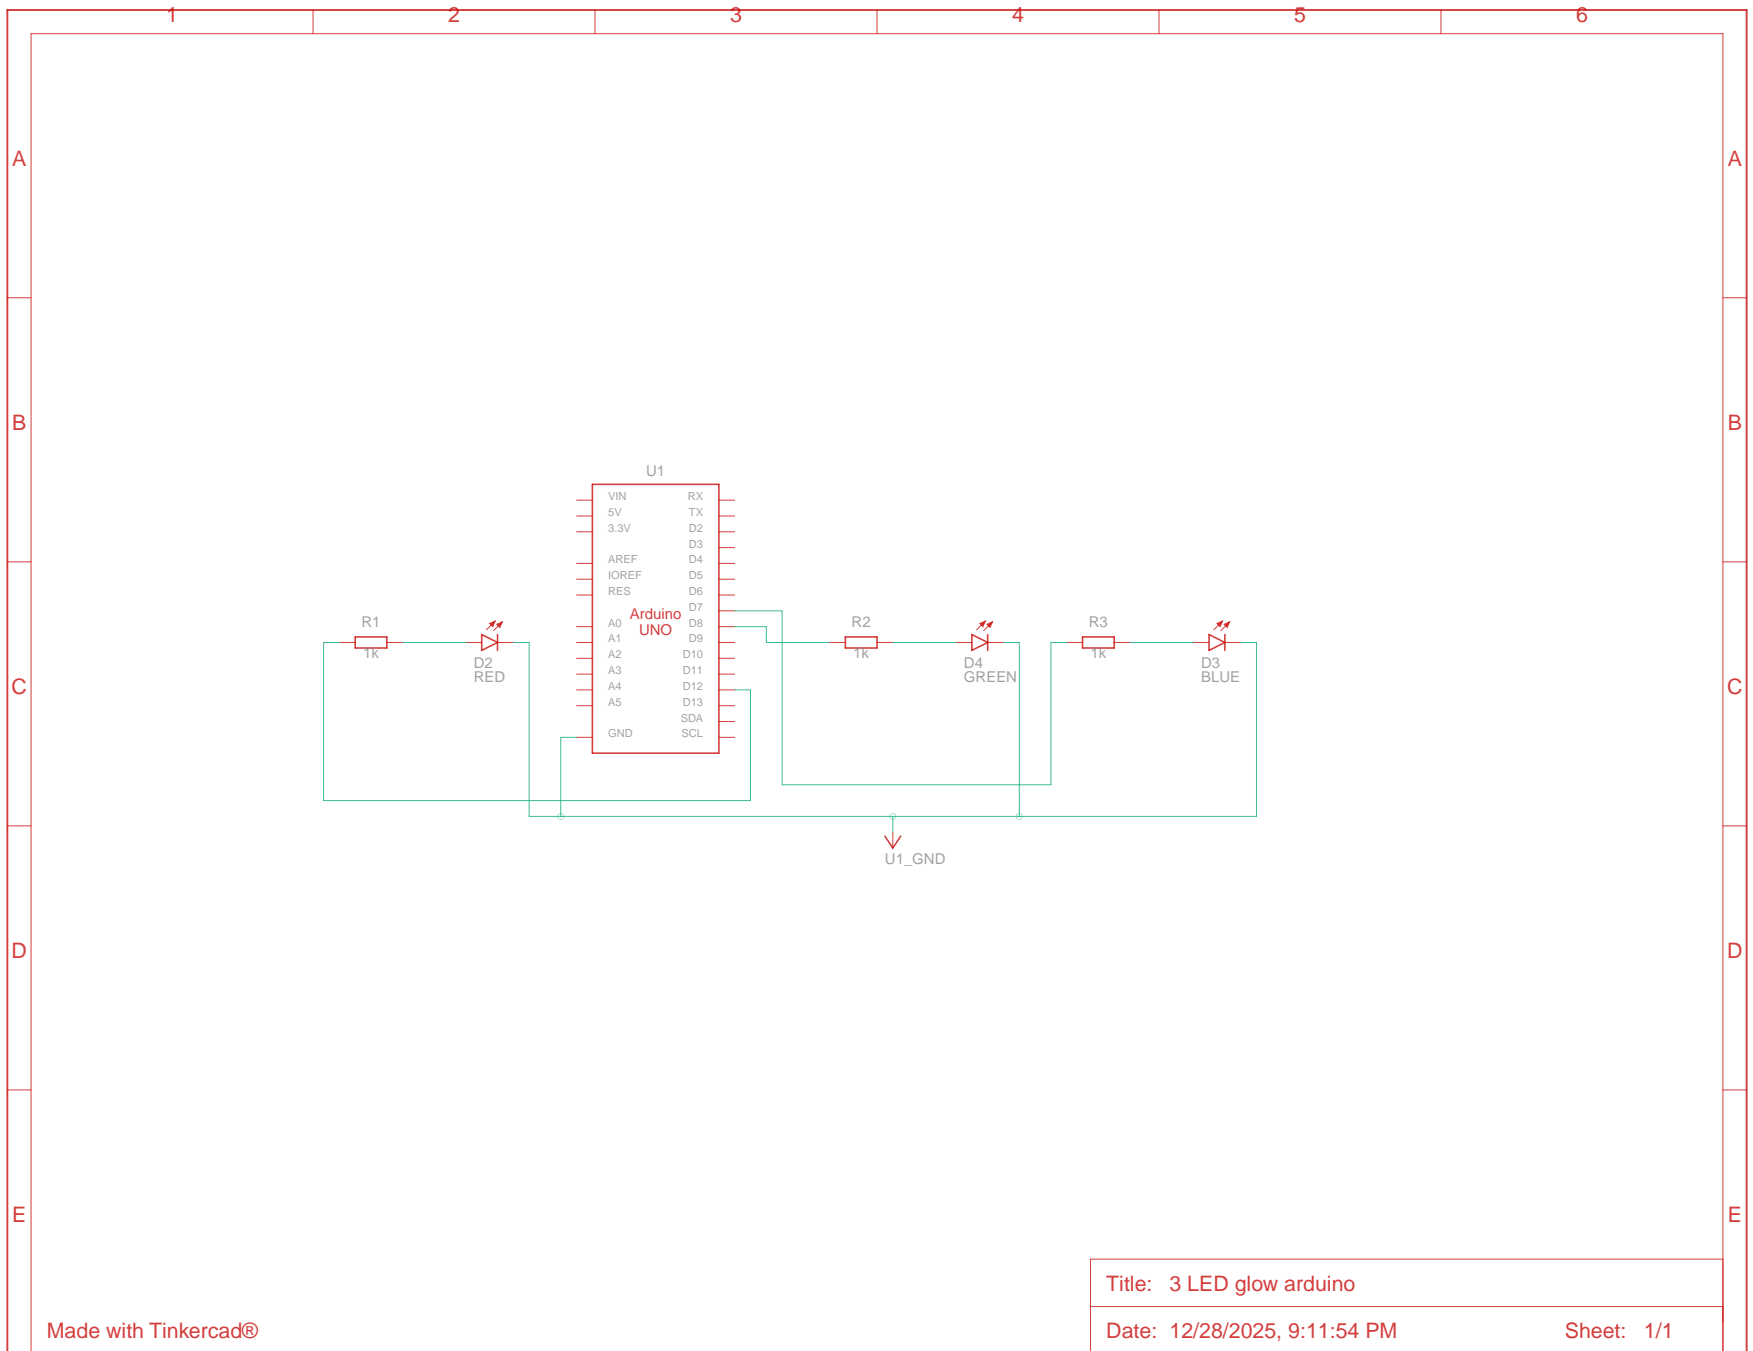 1 2 3 4 5 6
A A
B B
U1
VIN RX
5V TX
3.3V D2
D3
AREF D4
IOREF D5
RES D6
D7
Arduino
UNO
A0 D8
A1 D9
A2 D10
A3 D11
A4 D12
A5 D13
SDA
GND SCL
R1
1k
D2
RED
R2
1k
D4
GREEN
R3
1k
D3
BLUE
C C
U1_GND
D D
E E
Title: 3 LED glow arduino
Made with Tinkercad®
Date: 12/28/2025, 9:11:54 PM Sheet: 1/1